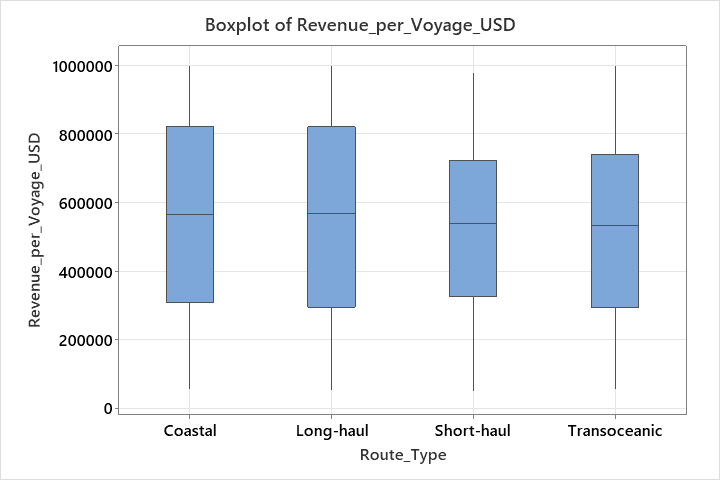 Boxplot of Revenue_per_Voyage_USD
Revenue_per_Voyage_USD
1000000
800000
600000
400000
200000
0
Coastal Long-haul Short-haul Transoceanic
Route_Type